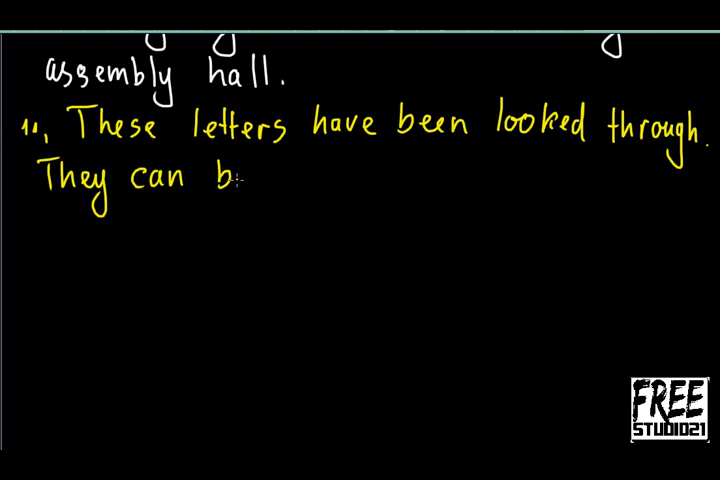 assembly hall.
11. These letters have been looked through.
They can b
FREE
STUDIO21